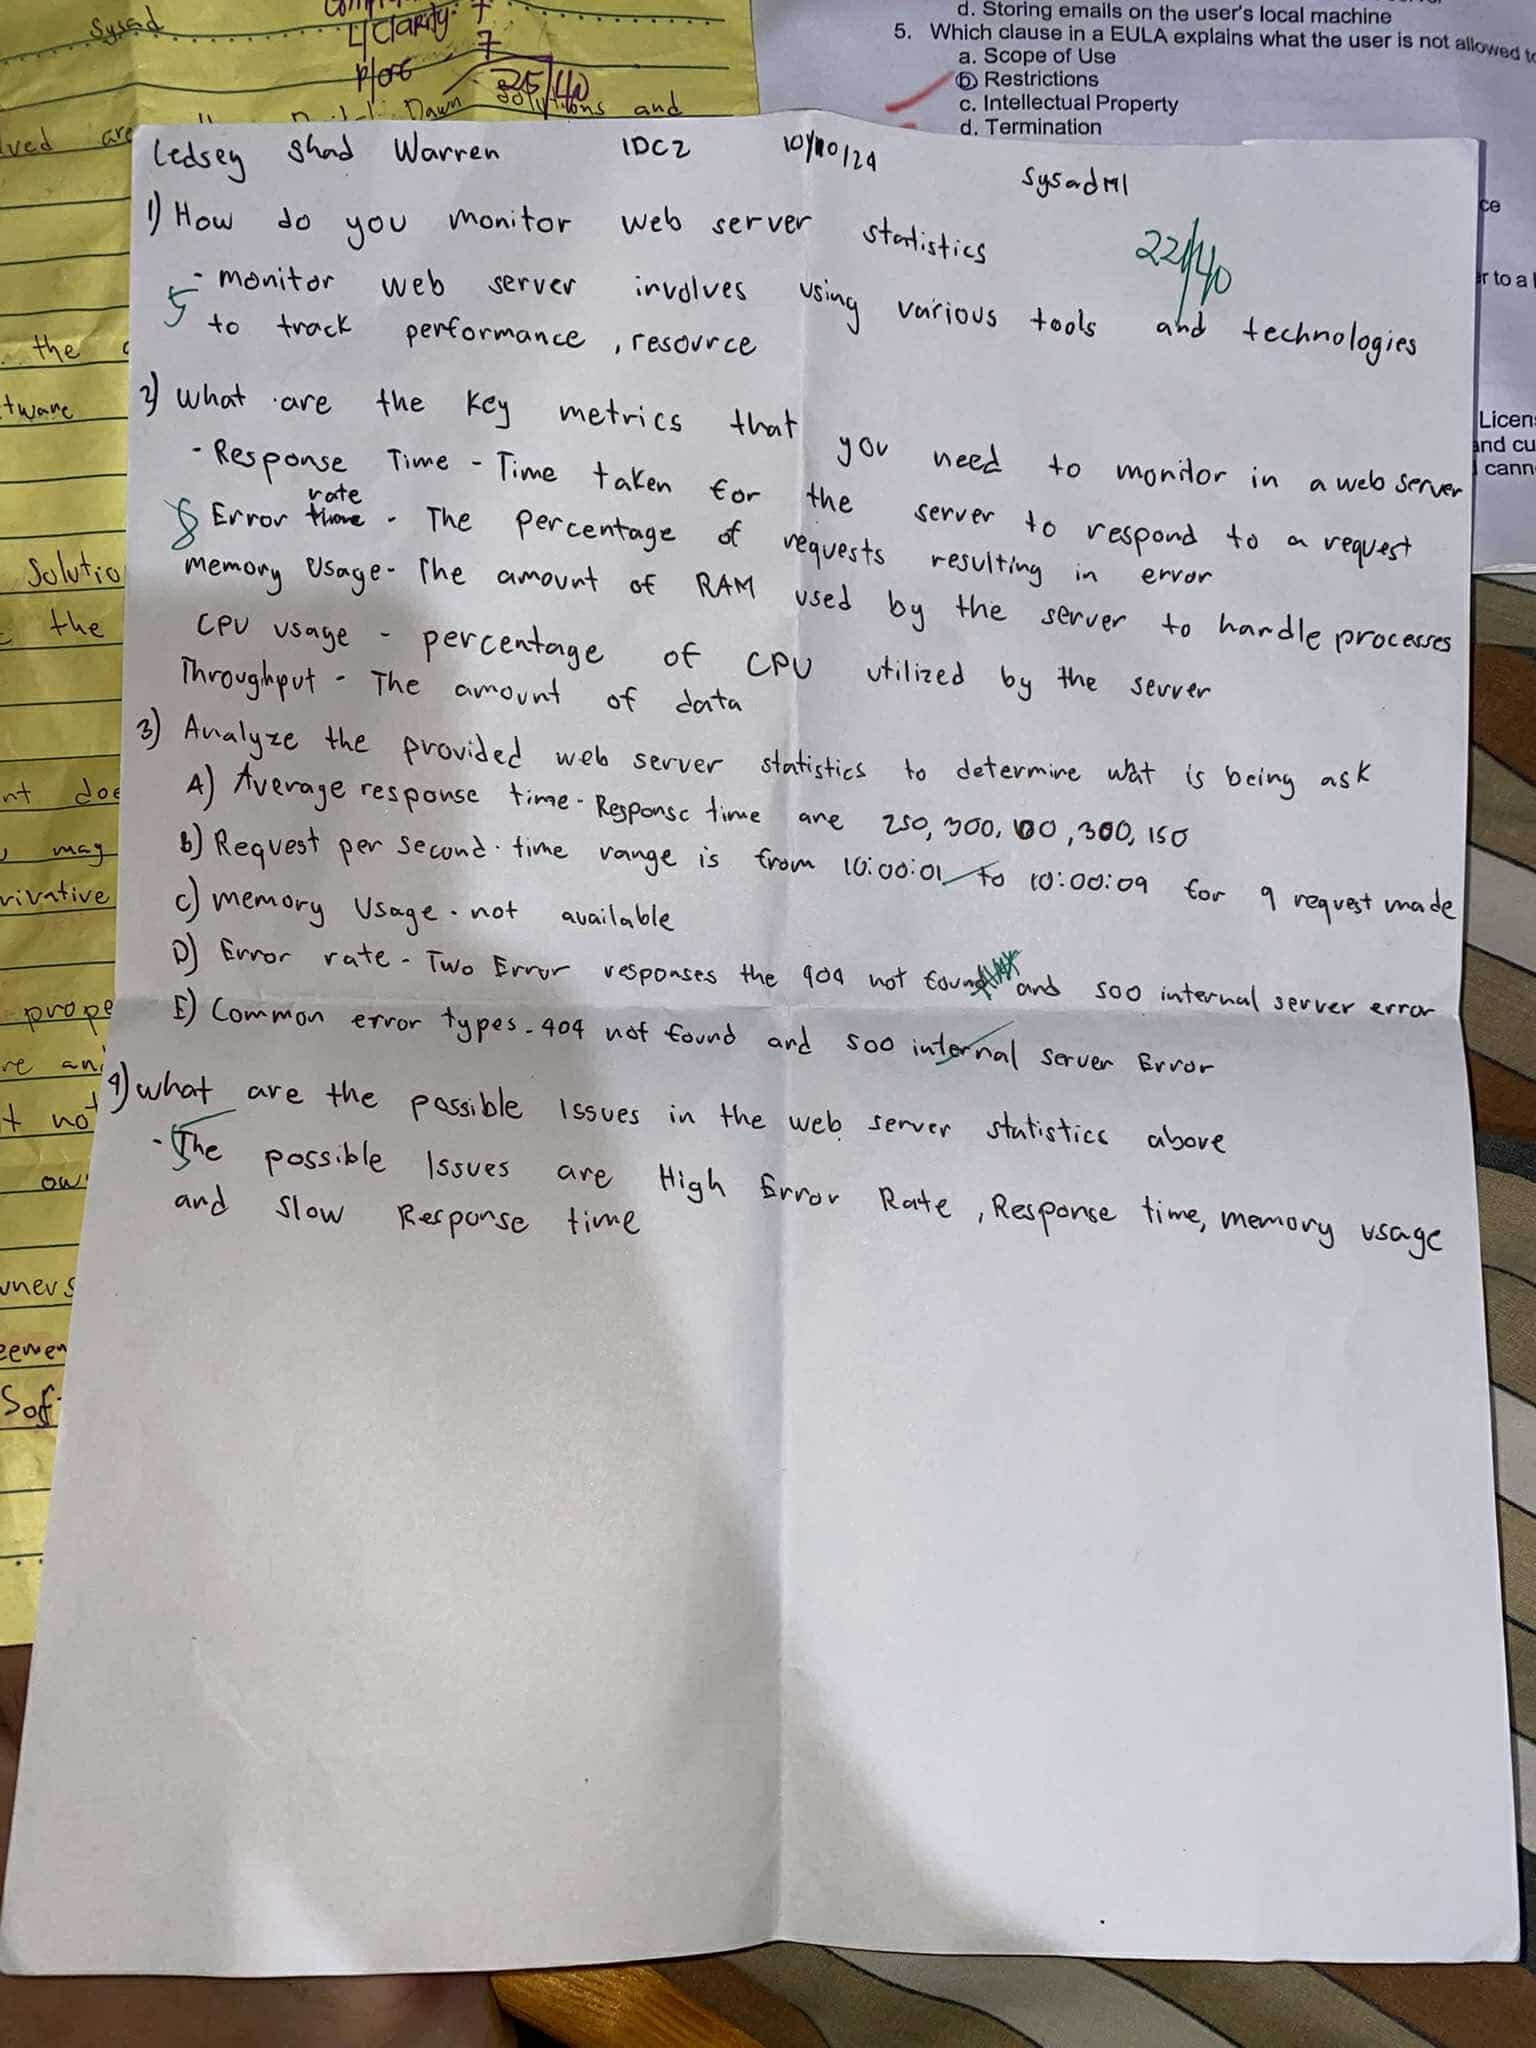 Sysad
Clarity- 7
7
35/40
Dawn solutions and
lved are
the
tware
Solutio
the
nt doe
may
rivative
prope
re an
t not
ow
wners
eemen
Sof
d. Storing emails on the user's local machine
5. Which clause in a EULA explains what the user is not allowed to
a. Scope of Use
b. Restrictions
c. Intellectual Property
d. Termination
ce
er to a
Licen
and cu
cann
Ledsey Shad Warren IDC2 10/10/24 SysadM1
22/40
1) How do you monitor web server statistics
- monitor web server involves using various tools and technologies
5
to track performance, resource
2) What are the key metrics that you need to monitor in a web server
- Response Time - Time taken for the server to respond to a request
8
Error rate - The percentage of requests resulting in error
memory Usage - The amount of RAM used by the server to handle processes
CPU usage - percentage of CPU utilized by the server
Throughput - The amount of data
3) Analyze the provided web server statistics to determine wat is being ask
A) Average response time - Response time are 250, 300, 100, 300, 150
b) Request per second - time range is from 10:00:01 to 10:00:09 for 9 request made
c) memory Usage - not available
D) Error rate - Two Error responses the 404 not found and 500 internal server error
E) Common error types - 404 not found and 500 internal server Error
4) what are the possible Issues in the web server statistics above
- The possible Issues are High Error Rate, Response time, memory usage
5
and slow Response time